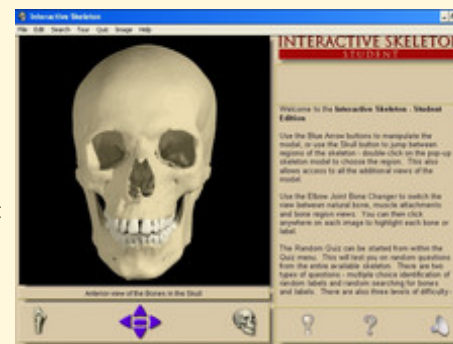 Interactive Skeleton
File Edit Search Tour Quiz Image Help
INTERACTIVE SKELETON
STUDENT
Welcome to the Interactive Skeleton - Student
Edition
Use the Blue Arrow buttons to manipulate the
model, or use the Skull button to jump between
regions of the skeleton - double-click on the pop-up
skeleton model to choose the region. This also
allows access to all the additional views of the
model.
Use the Elbow Joint Bone Changer to switch the
view between natural bone, muscle attachments
and bone region views. You can then click
anywhere on each image to highlight each bone or
label.
The Random Quiz can be started from within the
Quiz menu. This will test you on random questions
from the entire available skeleton. There are two
types of questions - multiple choice identification of
random labels and random searching for bones
and labels. There are also three levels of difficulty-
Anterior view of the Bones in the Skull